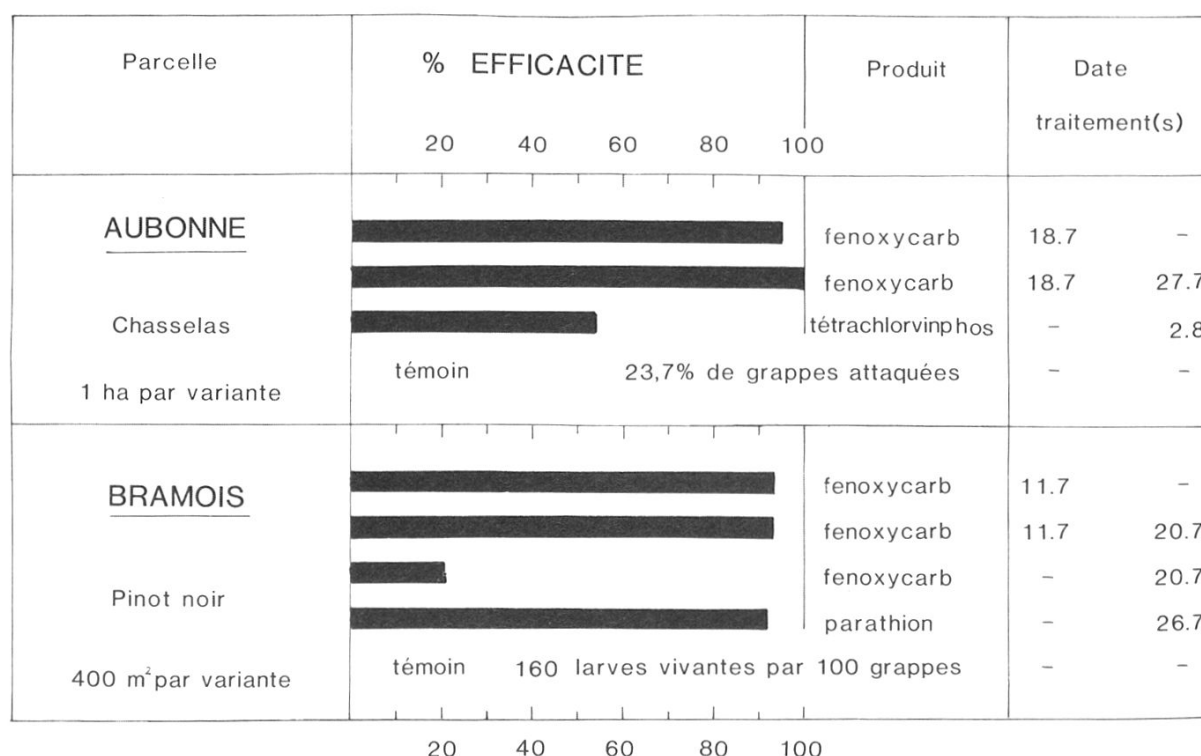 Parcelle % EFFICACITE Produit Date
traitement(s)
20 40 60 80 100
AUBONNE
fenoxycarb 18.7 -
fenoxycarb 18.7 27.7
Chasselas tétrachlorvinphos - 2.8
témoin 23,7% de grappes attaquées - -
1 ha par variante
fenoxycarb 11.7 -
BRAMOIS
fenoxycarb 11.7 20.7
fenoxycarb - 20.7
Pinot noir
parathion - 26.7
témoin 160 larves vivantes par 100 grappes - -
400 m² par variante
20 40 60 80 100